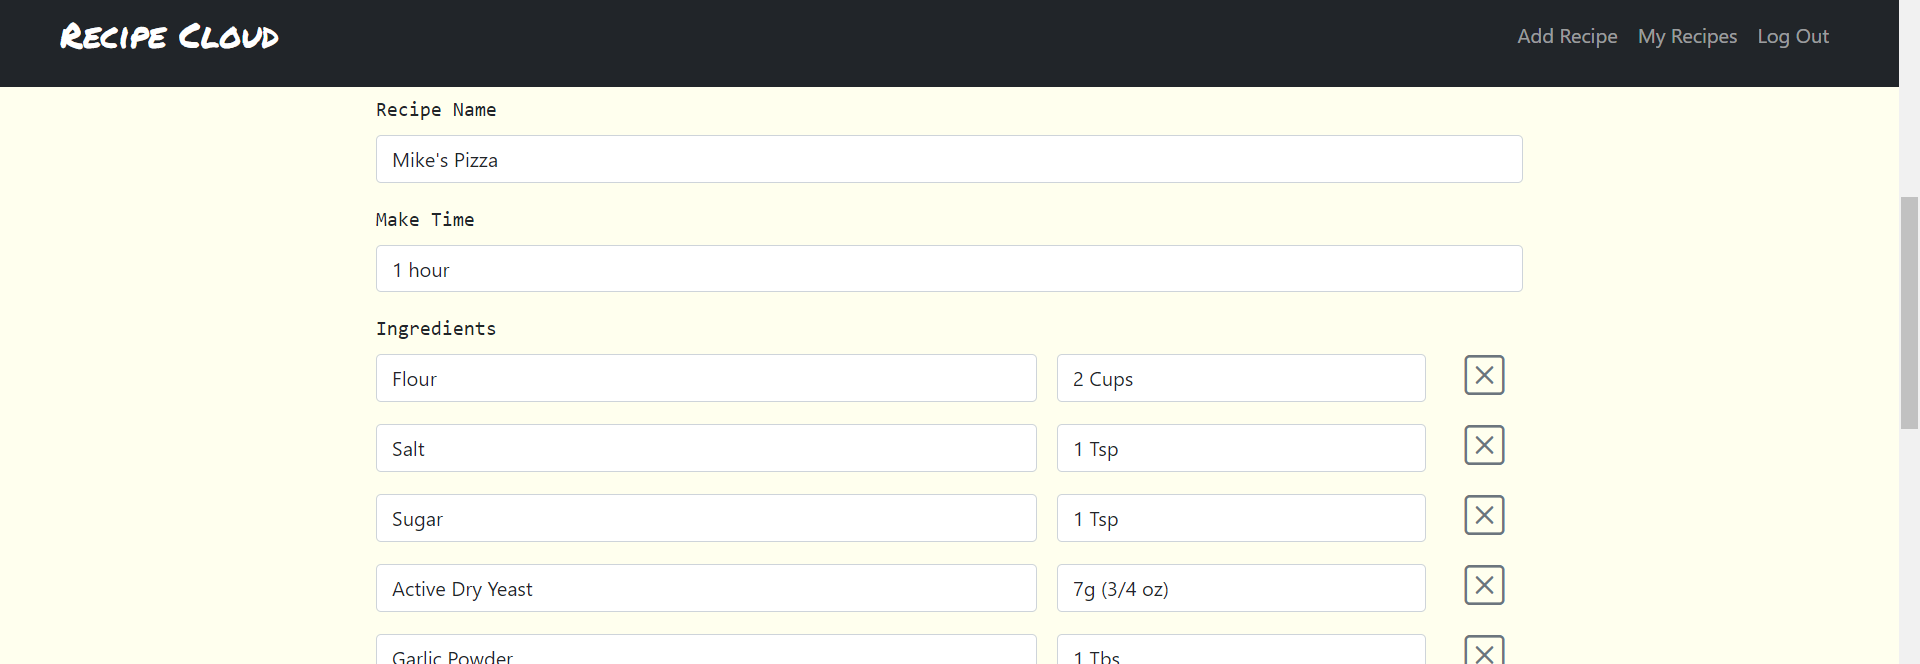 Recipe Cloud
Add Recipe My Recipes Log Out
Recipe Name
Mike's Pizza
Make Time
1 hour
Ingredients
Flour 2 Cups
Salt 1 Tsp
Sugar 1 Tsp
Active Dry Yeast 7g (3/4 oz)
Garlic Powder 1 Tbs